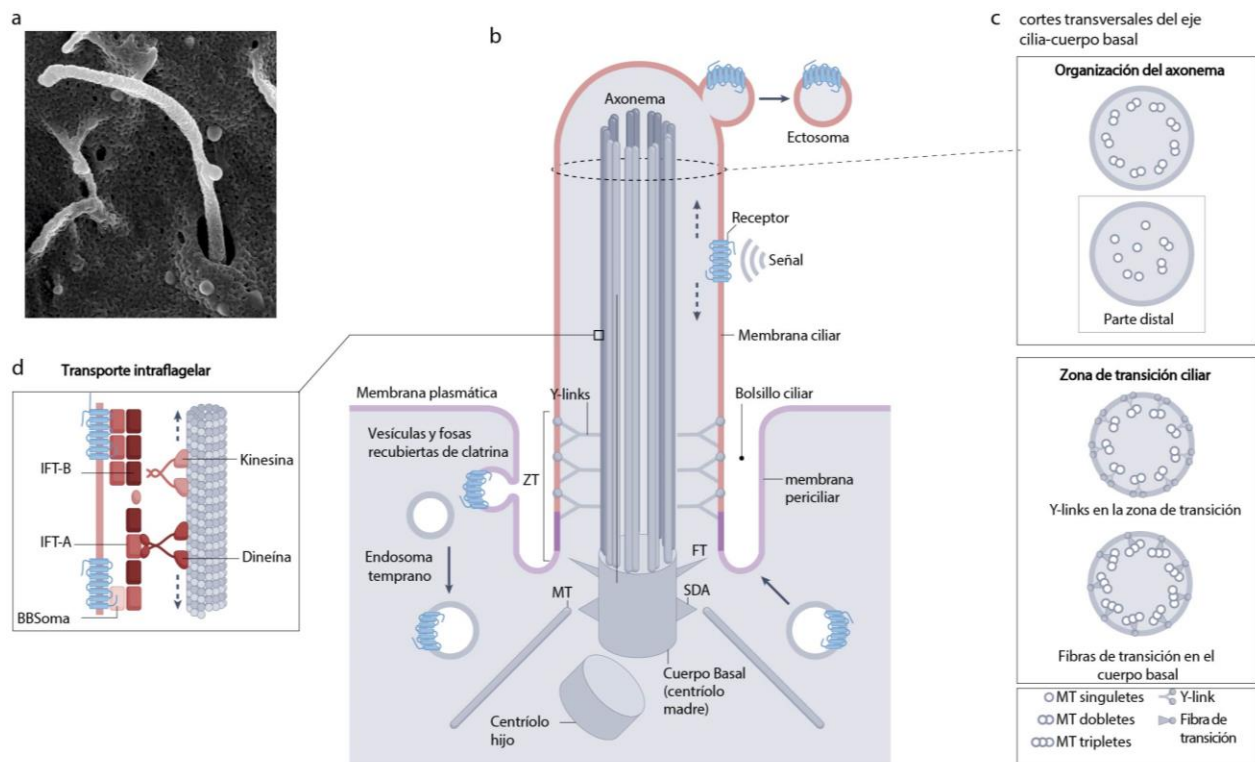 a
b
c
cortes transversales del eje
cilia-cuerpo basal
Organización del axonema
Parte distal
Zona de transición ciliar
Y-links en la zona de transición
Fibras de transición en el
cuerpo basal
MT singuletes
MT dobletes
MT tripletes
Y-link
Fibra de
transición
Axonema
Ectosoma
Receptor
Señal
Membrana ciliar
Membrana plasmática
Y-links
Bolsillo ciliar
Vesículas y fosas
recubiertas de clatrina
ZT
membrana
periciliar
Endosoma
temprano
FT
MT
SDA
Cuerpo Basal
(centríolo
madre)
Centríolo
hijo
d
Transporte intraflagelar
IFT-B
Kinesina
IFT-A
Dineína
BBSoma